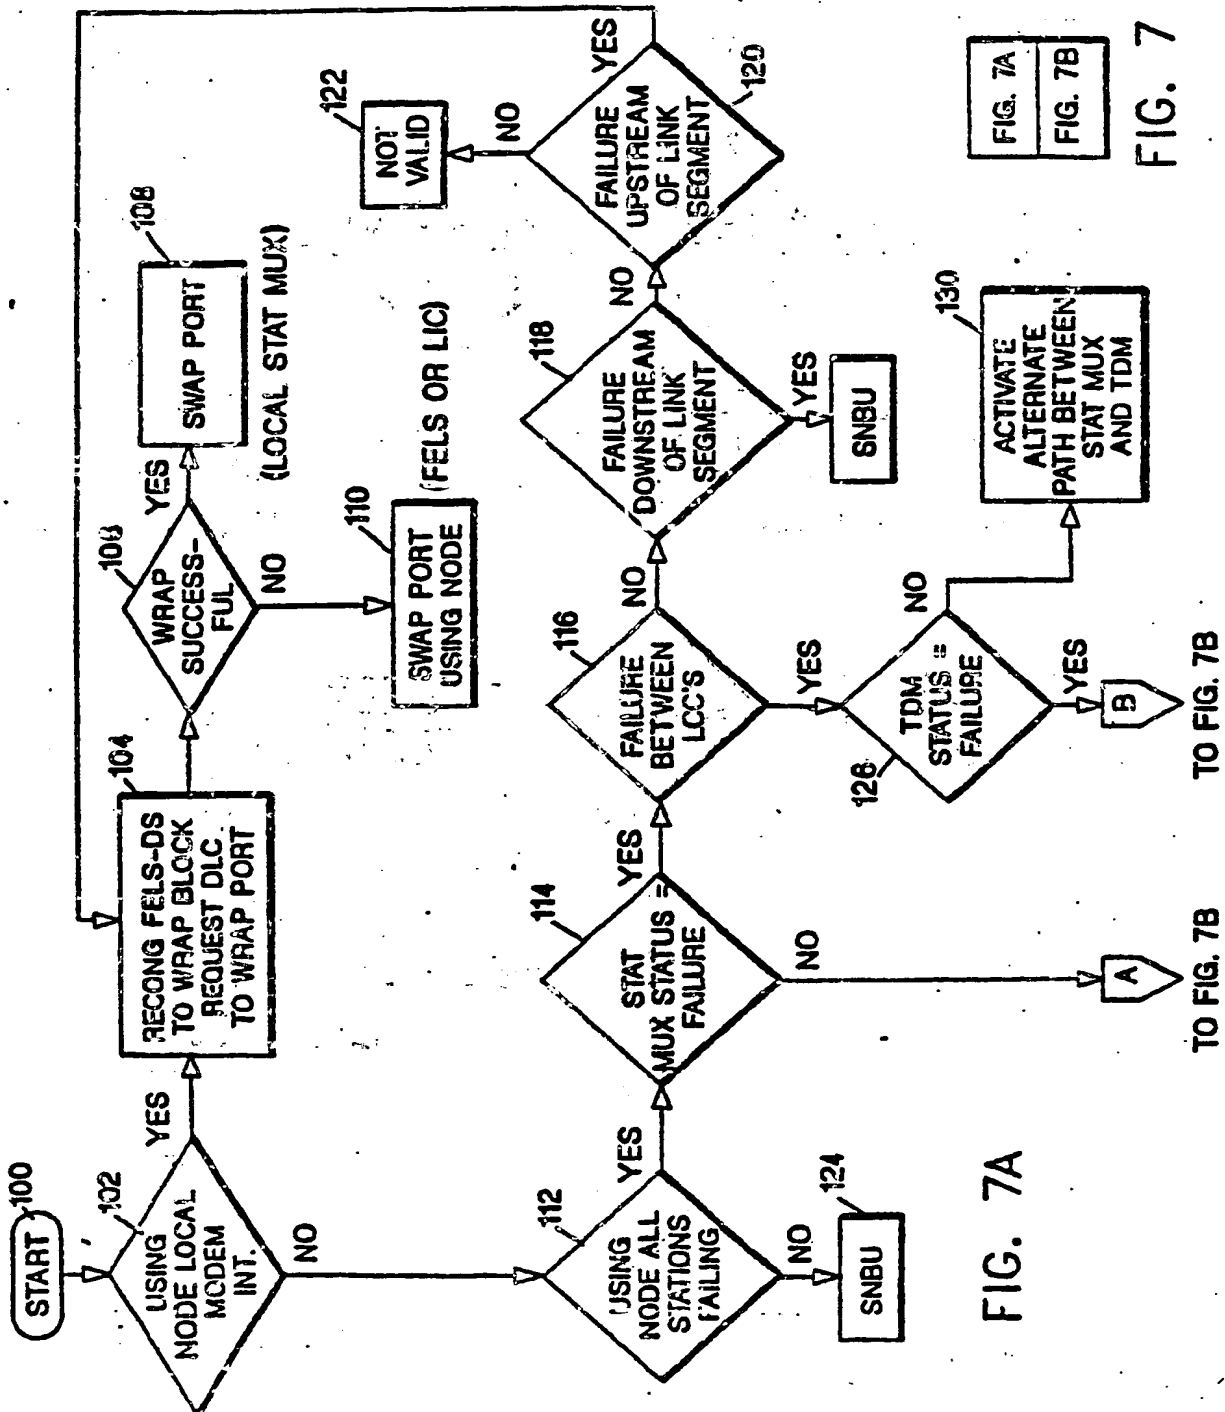 START
100
USING
NODE LOCAL
MODEM
INT.
102
YES
NO
RECONG FELS-DS
TO WRAP BLOCK
REQUEST DLC
TO WRAP PORT
104
WRAP
SUCCESS-
FUL
106
YES
NO
SWAP PORT
108
(LOCAL STAT MUX)
SWAP PORT
USING NODE
110
(FELS OR LIC)
USING
NODE ALL
STATIONS
FAILING
112
YES
NO
SNBU
124
STAT
MUX STATUS =
FAILURE
114
YES
NO
A
TO FIG. 7B
FAILURE
BETWEEN
LCC'S
116
NO
YES
TDM
STATUS =
FAILURE
126
NO
YES
B
TO FIG. 7B
ACTIVATE
ALTERNATE
PATH BETWEEN
STAT MUX
AND TDM
130
FAILURE
DOWNSTREAM
OF LINK
SEGMENT
118
NO
YES
SNBU
FAILURE
UPSTREAM
OF LINK
SEGMENT
120
YES
NO
NOT
VALID
122
FIG. 7A
FIG. 7A
FIG. 7B
FIG. 7